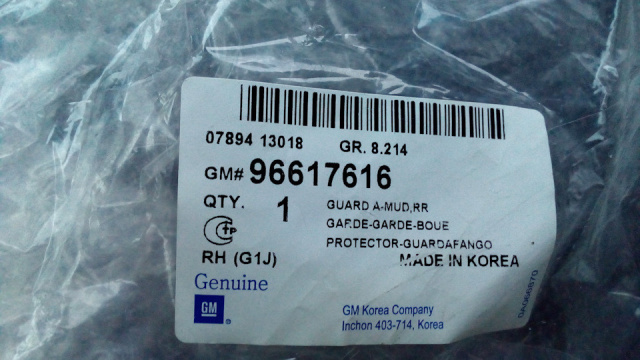 07894 13018 GR. 8.214
GM# 96617616
QTY. 1 GUARD A-MUD,RR
GARDE-GARDE-BOUE
PROTECTOR-GUARDAFANGO
RH (G1J) MADE IN KOREA
Genuine
GM
GM Korea Company
Inchon 403-714, Korea